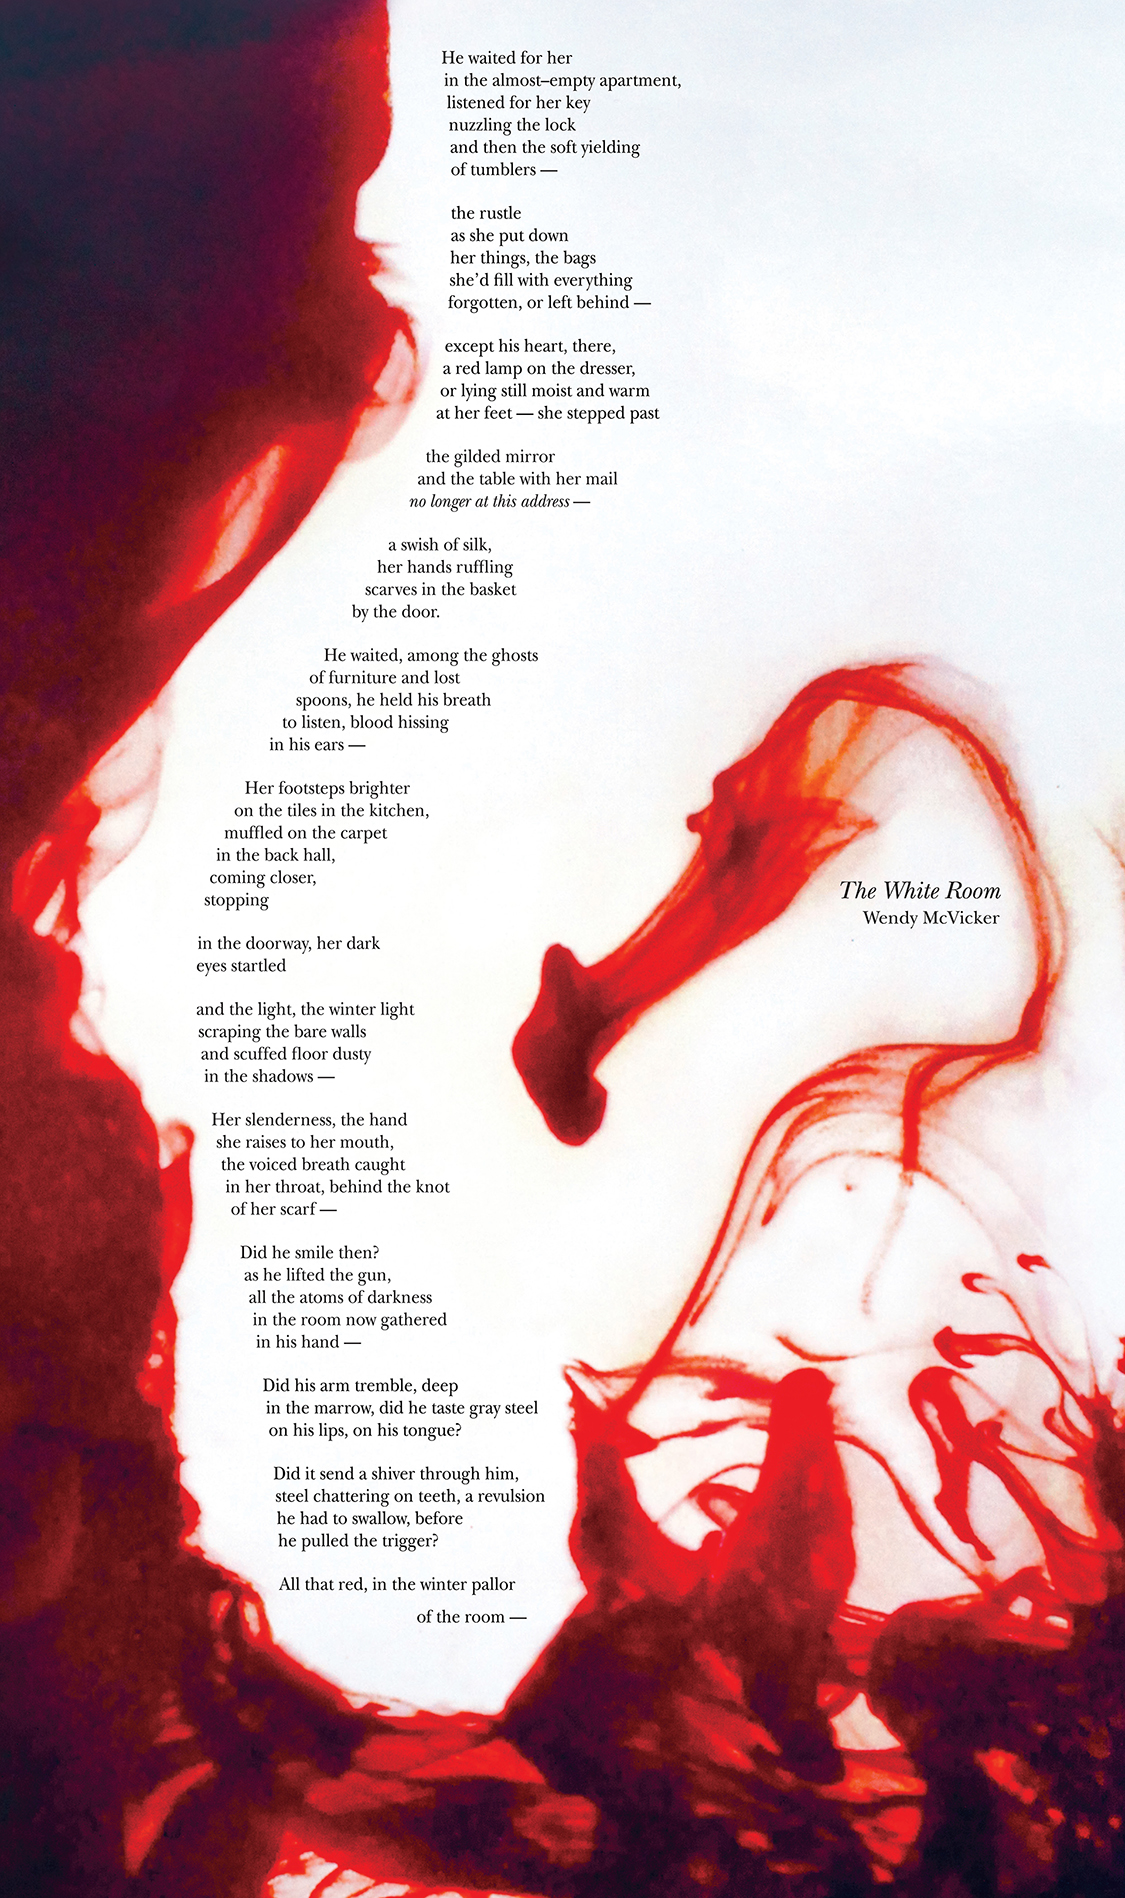 He waited for her
in the almost–empty apartment,
listened for her key
nuzzling the lock
and then the soft yielding
of tumblers —
the rustle
as she put down
her things, the bags
she’d fill with everything
forgotten, or left behind —
except his heart, there,
a red lamp on the dresser,
or lying still moist and warm
at her feet — she stepped past
the gilded mirror
and the table with her mail
no longer at this address —
a swish of silk,
her hands ruffling
scarves in the basket
by the door.
He waited, among the ghosts
of furniture and lost
spoons, he held his breath
to listen, blood hissing
in his ears —
Her footsteps brighter
on the tiles in the kitchen,
muffled on the carpet
in the back hall,
coming closer,
stopping
in the doorway, her dark
eyes startled
and the light, the winter light
scraping the bare walls
and scuffed floor dusty
in the shadows —
Her slenderness, the hand
she raises to her mouth,
the voiced breath caught
in her throat, behind the knot
of her scarf —
Did he smile then?
as he lifted the gun,
all the atoms of darkness
in the room now gathered
in his hand —
Did his arm tremble, deep
in the marrow, did he taste gray steel
on his lips, on his tongue?
Did it send a shiver through him,
steel chattering on teeth, a revulsion
he had to swallow, before
he pulled the trigger?
All that red, in the winter pallor
of the room —
The White Room
Wendy McVicker